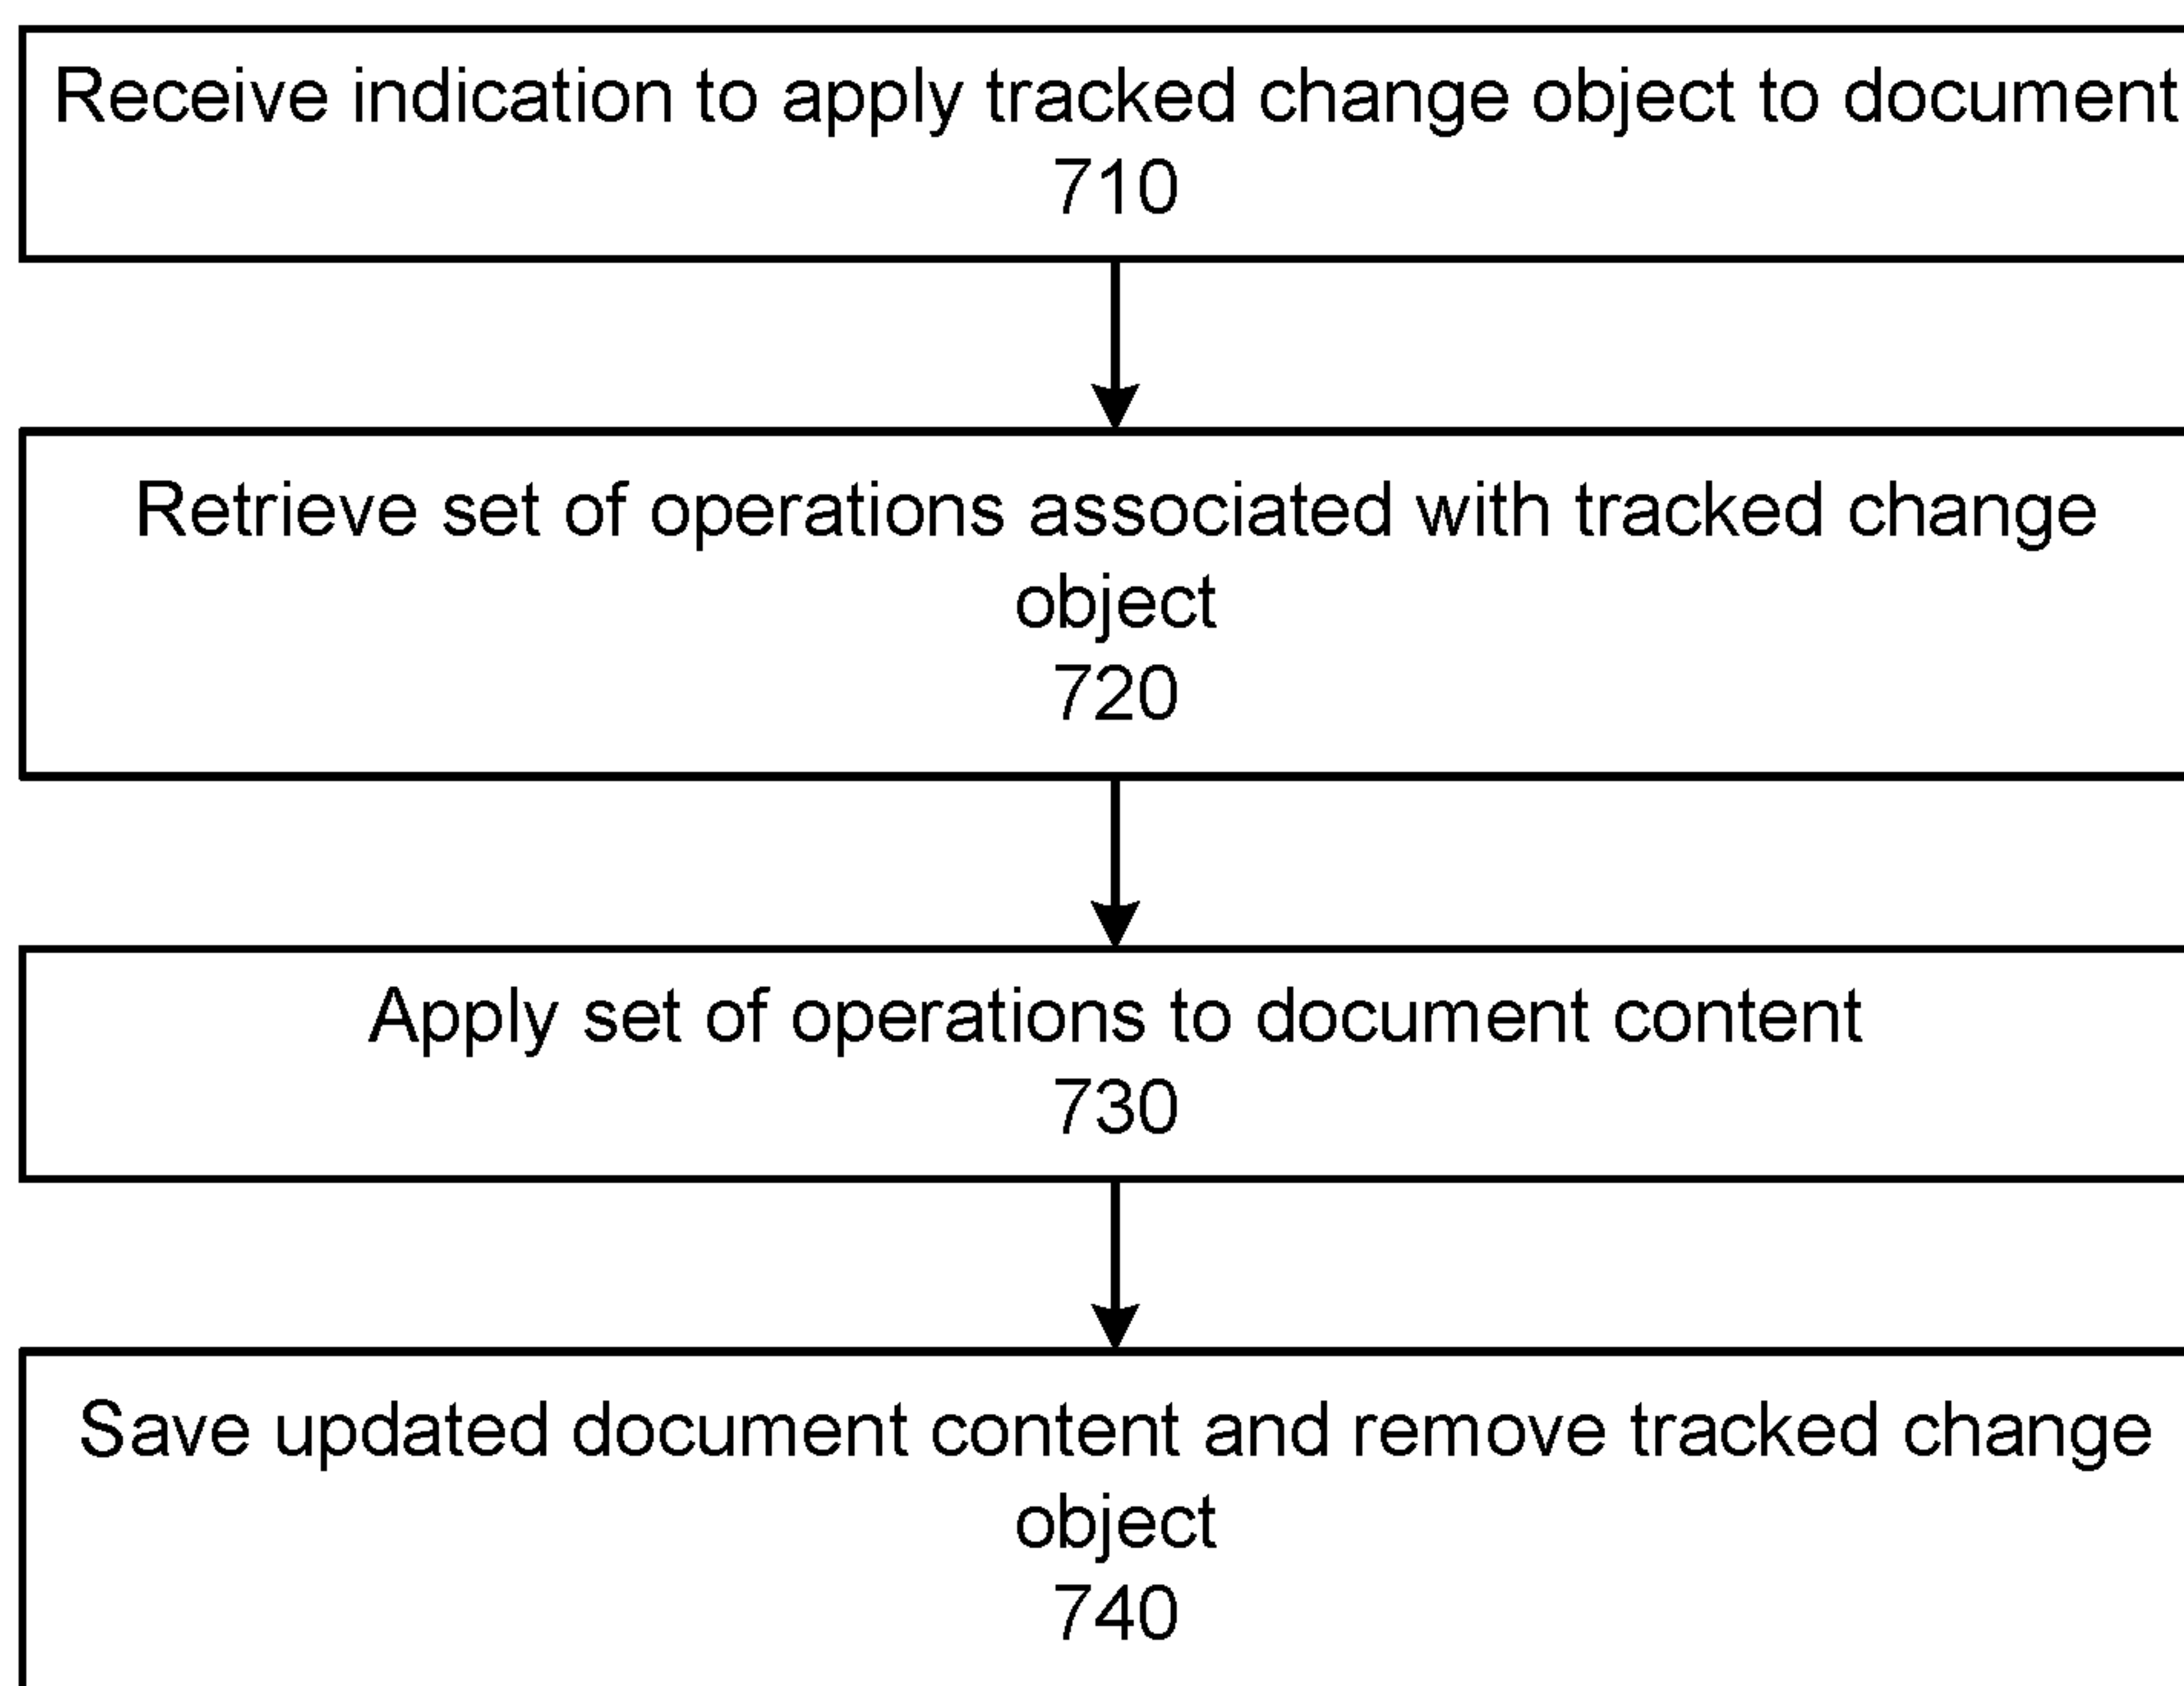 Receive indication to apply tracked change object to document
710
Retrieve set of operations associated with tracked change
object
720
Apply set of operations to document content
730
Save updated document content and remove tracked change
object
740